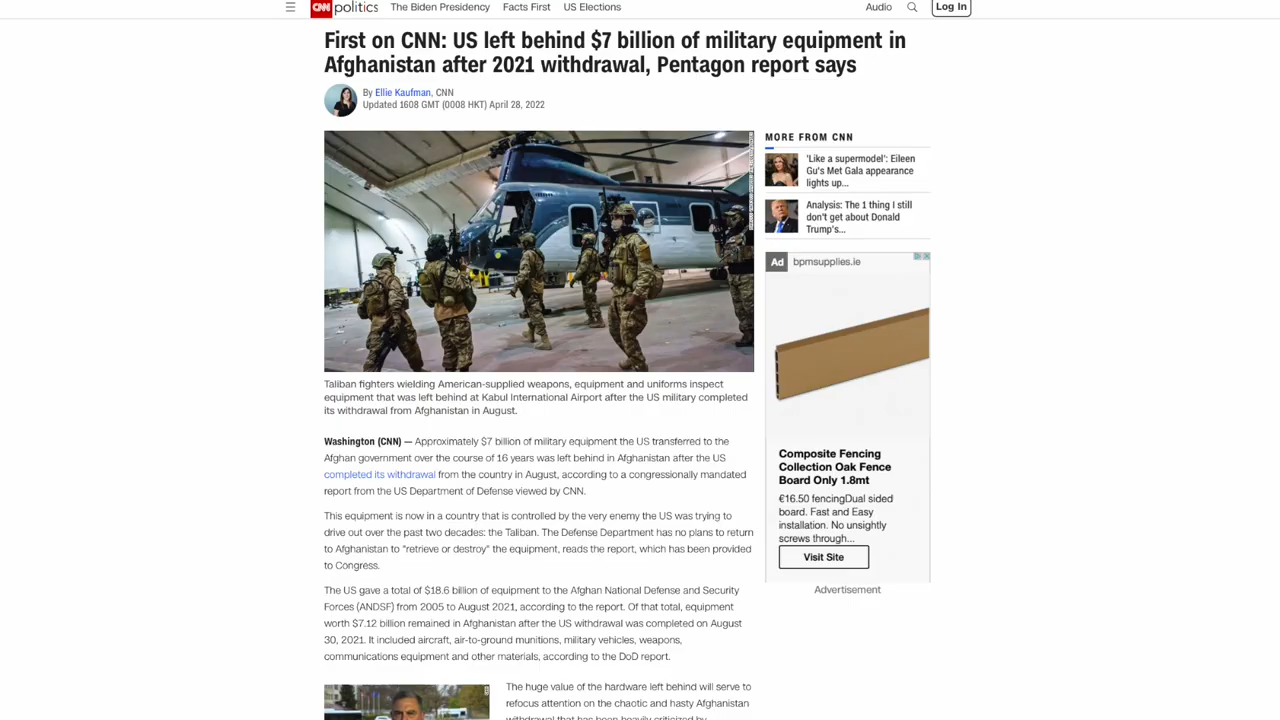 CNN politics The Biden Presidency Facts First US Elections Audio Log In
First on CNN: US left behind $7 billion of military equipment in
Afghanistan after 2021 withdrawal, Pentagon report says
By Ellie Kaufman, CNN
Updated 1608 GMT (0008 HKT) April 28, 2022
Taliban fighters wielding American-supplied weapons, equipment and uniforms inspect
equipment that was left behind at Kabul International Airport after the US military completed
its withdrawal from Afghanistan in August.
Washington (CNN) — Approximately $7 billion of military equipment the US transferred to the
Afghan government over the course of 16 years was left behind in Afghanistan after the US
completed its withdrawal from the country in August, according to a congressionally mandated
report from the US Department of Defense viewed by CNN.
This equipment is now in a country that is controlled by the very enemy the US was trying to
drive out over the past two decades: the Taliban. The Defense Department has no plans to return
to Afghanistan to "retrieve or destroy" the equipment, reads the report, which has been provided
to Congress.
The US gave a total of $18.6 billion of equipment to the Afghan National Defense and Security
Forces (ANDSF) from 2005 to August 2021, according to the report. Of that total, equipment
worth $7.12 billion remained in Afghanistan after the US withdrawal was completed on August
30, 2021. It included aircraft, air-to-ground munitions, military vehicles, weapons,
communications equipment and other materials, according to the DoD report.
The huge value of the hardware left behind will serve to
refocus attention on the chaotic and hasty Afghanistan
withdrawal that has been heavily criticized by
MORE FROM CNN
'Like a supermodel': Eileen
Gu's Met Gala appearance
lights up...
Analysis: The 1 thing I still
don't get about Donald
Trump's...
Ad bpmsupplies.ie
Composite Fencing
Collection Oak Fence
Board Only 1.8mt
€16.50 fencingDual sided
board. Fast and Easy
installation. No unsightly
screws through...
Visit Site
Advertisement